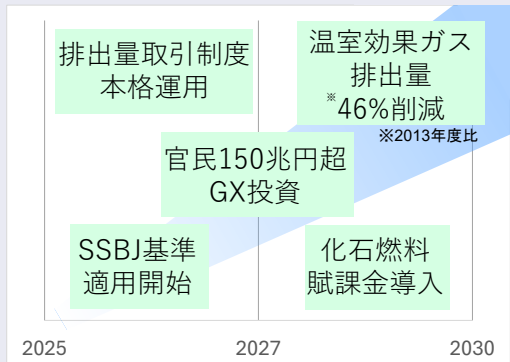 排出量取引制度
本格運用
温室効果ガス
排出量
※46%削減
※2013年度比
官民150兆円超
GX投資
SSBJ基準
適用開始
化石燃料
賦課金導入
2025
2027
2030